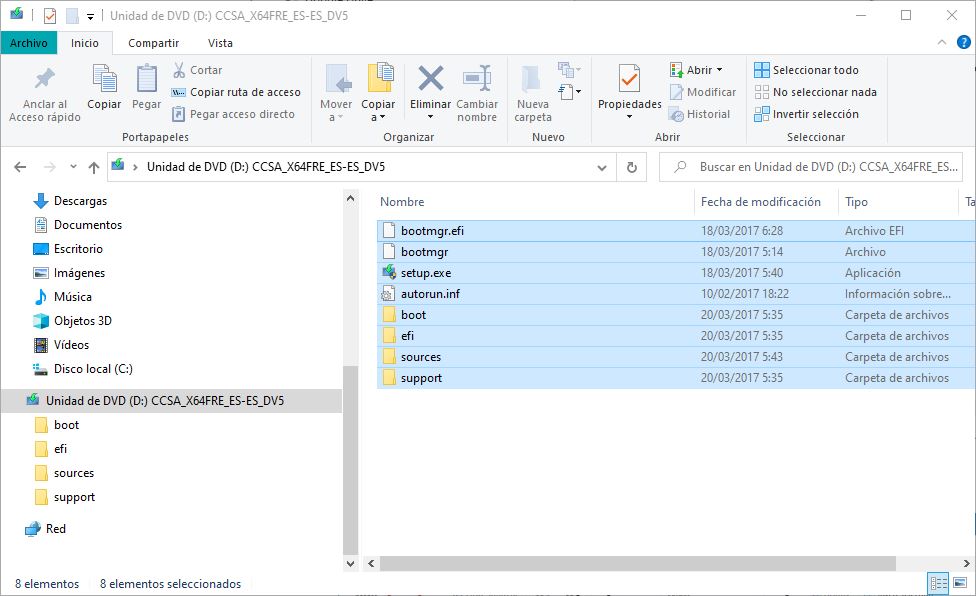 Unidad de DVD (D:) CCSA_X64FRE_ES-ES_DV5
Archivo Inicio Compartir Vista
Anclar al Acceso rápido
Copiar
Pegar
Cortar
Copiar ruta de acceso
Pegar acceso directo
Portapapeles
Mover a
Copiar a
Eliminar
Cambiar nombre
Organizar
Nueva carpeta
Nuevo
Propiedades
Abrir
Modificar
Historial
Abrir
Seleccionar todo
No seleccionar nada
Invertir selección
Seleccionar
Unidad de DVD (D:) CCSA_X64FRE_ES-ES_DV5
Buscar en Unidad de DVD (D:) CCSA_X64FRE_ES...
Descargas
Documentos
Escritorio
Imágenes
Música
Objetos 3D
Vídeos
Disco local (C:)
Unidad de DVD (D:) CCSA_X64FRE_ES-ES_DV5
boot
efi
sources
support
Red
Nombre Fecha de modificación Tipo Ta
bootmgr.efi 18/03/2017 6:28 Archivo EFI
bootmgr 18/03/2017 5:14 Archivo
setup.exe 18/03/2017 5:40 Aplicación
autorun.inf 10/02/2017 18:22 Información sobre...
boot 20/03/2017 5:35 Carpeta de archivos
efi 20/03/2017 5:35 Carpeta de archivos
sources 20/03/2017 5:43 Carpeta de archivos
support 20/03/2017 5:35 Carpeta de archivos
8 elementos 8 elementos seleccionados